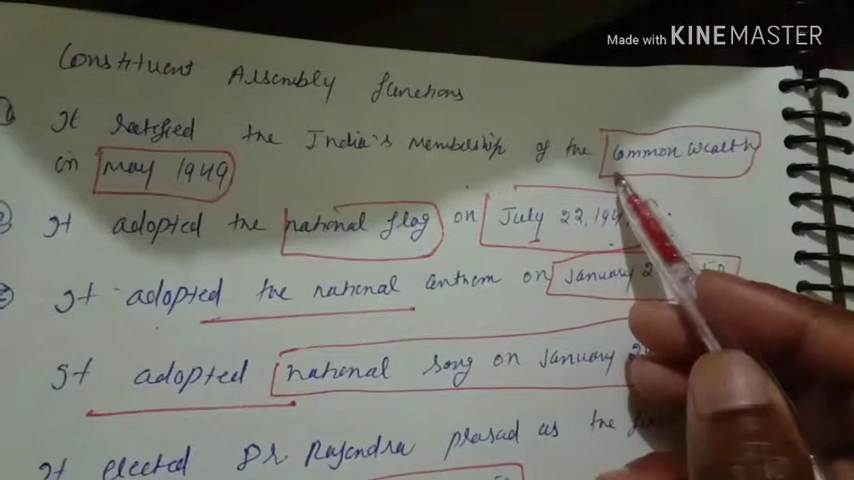 Made with KINEMASTER
Constituent Assembly functions
It ratified the India's membership of the Common wealth
in May 1949
It adopted the national flag on July 22, 194
It adopted the national anthem on January 2
It adopted national song on January 2
It elected Dr. Rajendra prasad as the